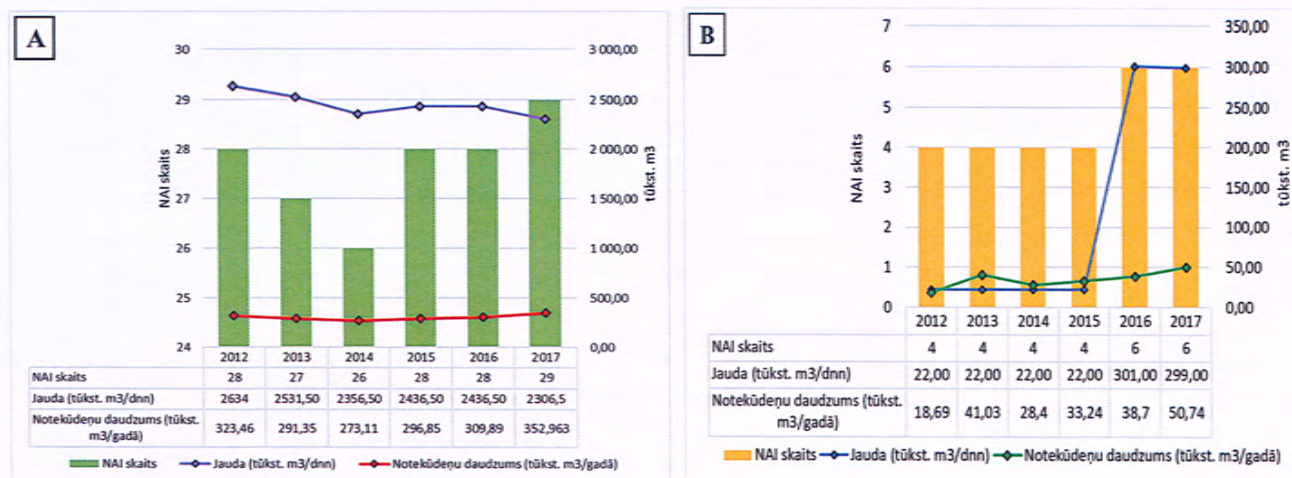 A
30
29
28
27
26
25
24
NAI skaits
3 000,00
2 500,00
2 000,00
1 500,00
1 000,00
500,00
0,00
tūkst. m3
2012 2013 2014 2015 2016 2017
NAI skaits 28 27 26 28 28 29
Jauda (tūkst. m3/dnn) 2634 2531,50 2356,50 2436,50 2436,50 2306,5
Notekūdeņu daudzums (tūkst.
m3/gadā) 323,46 291,35 273,11 296,85 309,89 352,963
NAI skaits Jauda (tūkst. m3/dnn) Notekūdeņu daudzums (tūkst. m3/gadā)
B
7
6
5
4
3
2
1
0
NAI skaits
350,00
300,00
250,00
200,00
150,00
100,00
50,00
0,00
tūkst. m3
2012 2013 2014 2015 2016 2017
NAI skaits 4 4 4 4 6 6
Jauda (tūkst. m3/dnn) 22,00 22,00 22,00 22,00 301,00 299,00
Notekūdeņu daudzums (tūkst.
m3/gadā) 18,69 41,03 28,4 33,24 38,7 50,74
NAI skaits Jauda (tūkst. m3/dnn) Notekūdeņu daudzums (tūkst. m3/gadā)